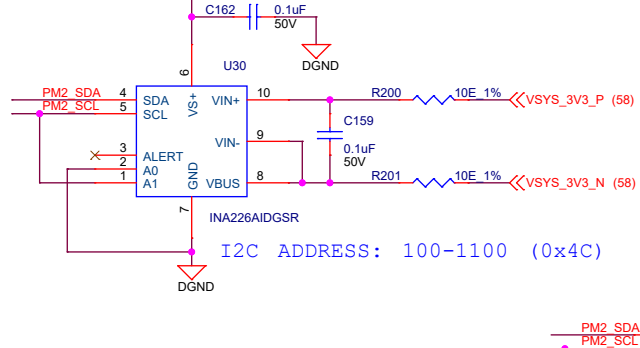 C162 0.1uF
50V
DGND
U30
6
PM2_SDA 4 SDA VS+ VIN+ 10 R200 10E_1% VSYS_3V3_P (58)
PM2_SCL 5 SCL
C159
VIN- 9
0.1uF
50V
3 ALERT
2 A0
1 A1 GND VBUS 8 R201 10E_1% VSYS_3V3_N (58)
7
INA226AIDGSR
I2C ADDRESS: 100-1100 (0x4C)
DGND
PM2_SDA
PM2_SCL